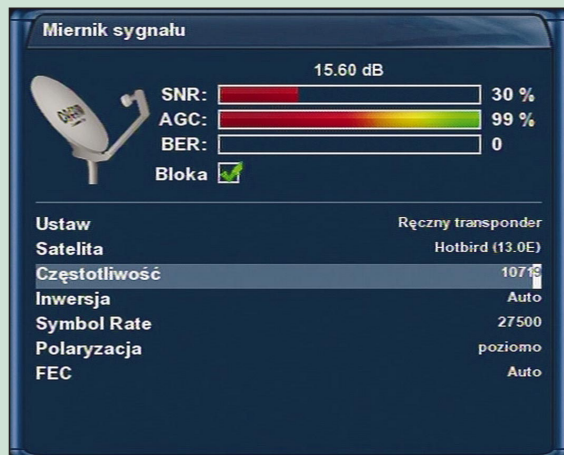 Miernik sygnału
15.60 dB
SNR: 30 %
AGC: 99 %
BER: 0
Bloka
Ustaw Ręczny transponder
Satelita Hotbird (13.0E)
Częstotliwość 10719
Inwersja Auto
Symbol Rate 27500
Polaryzacja poziomo
FEC Auto